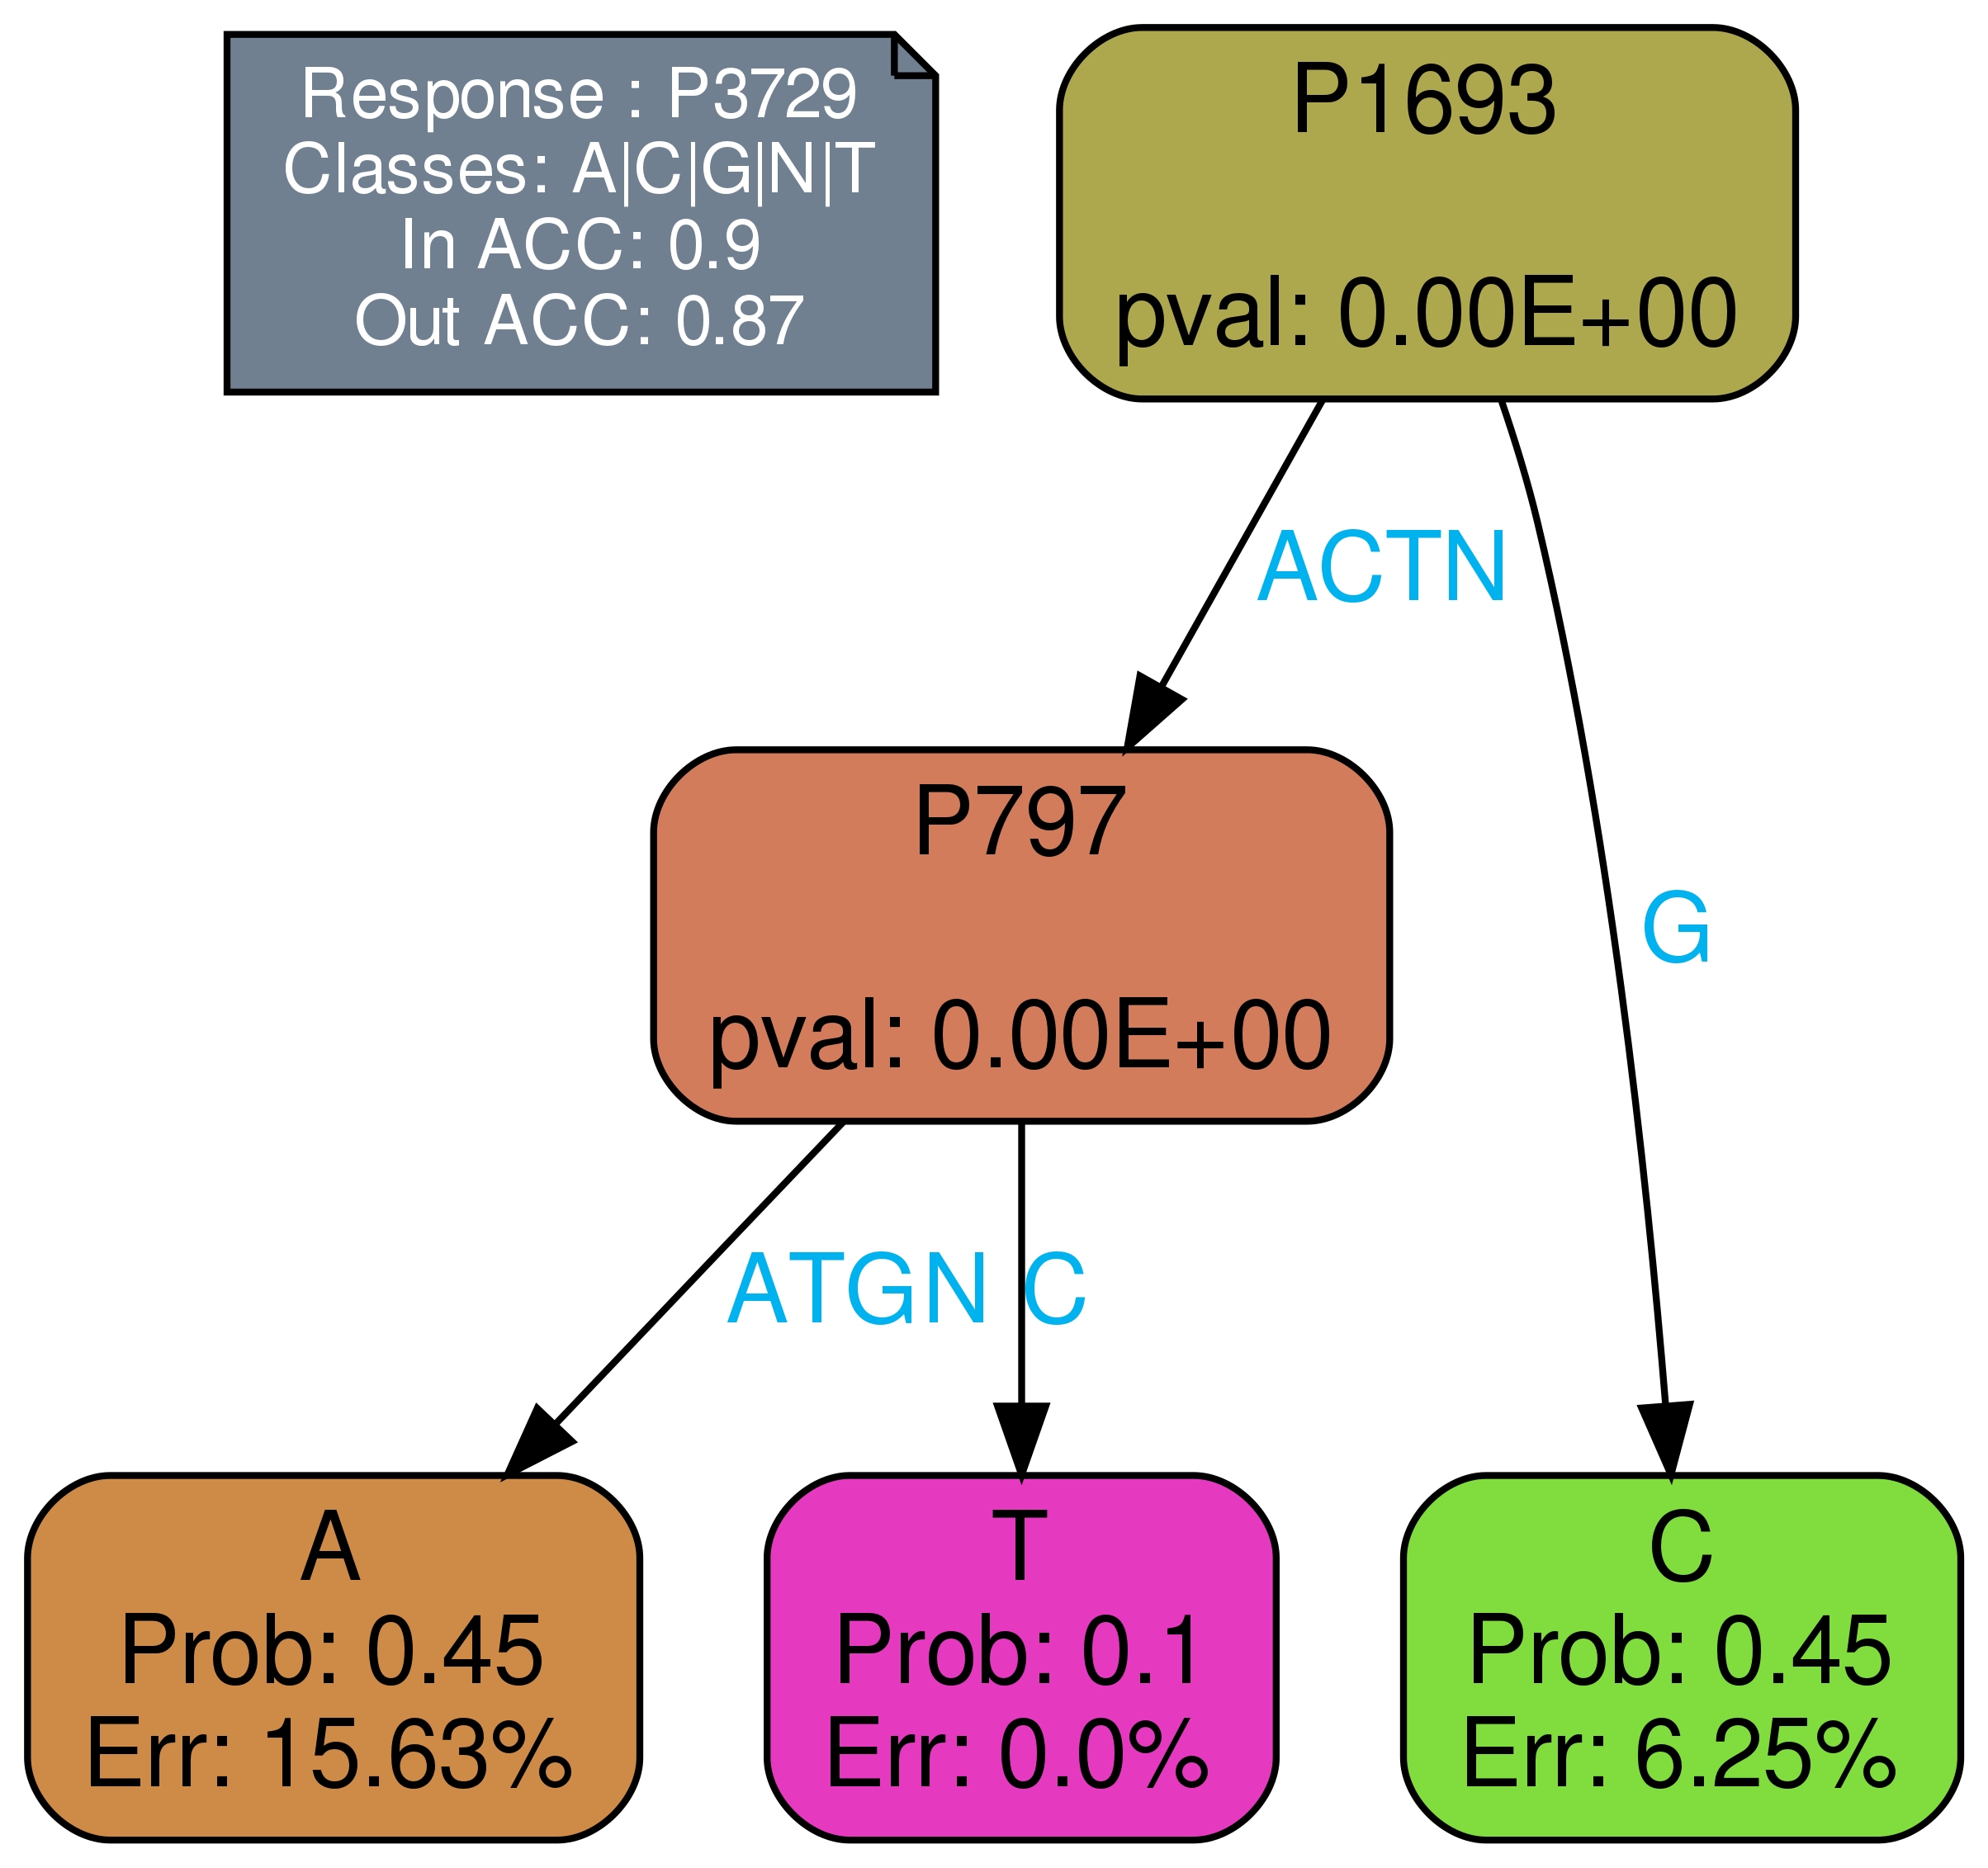 Response : P3729
Classes: A|C|G|N|T
In ACC: 0.9
Out ACC: 0.87
P1693
pval: 0.00E+00
ACTN
G
P797
pval: 0.00E+00
ATGN
C
A
Prob: 0.45
Err: 15.63%
T
Prob: 0.1
Err: 0.0%
C
Prob: 0.45
Err: 6.25%